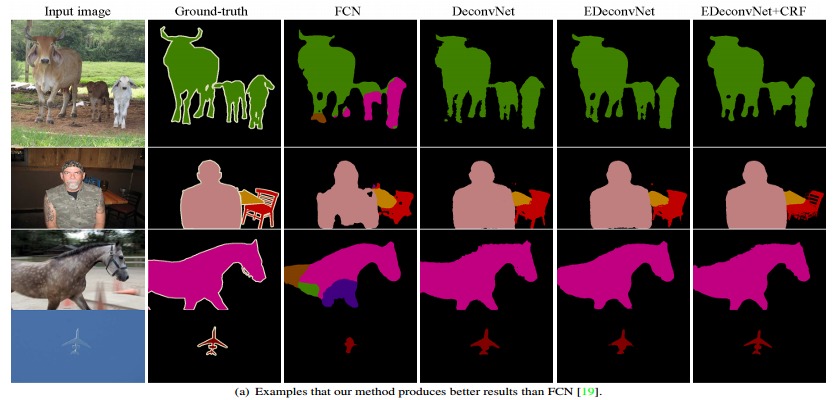 Input image Ground-truth FCN DeconvNet EDeconvNet EDeconvNet+CRF
(a) Examples that our method produces better results than FCN [19].